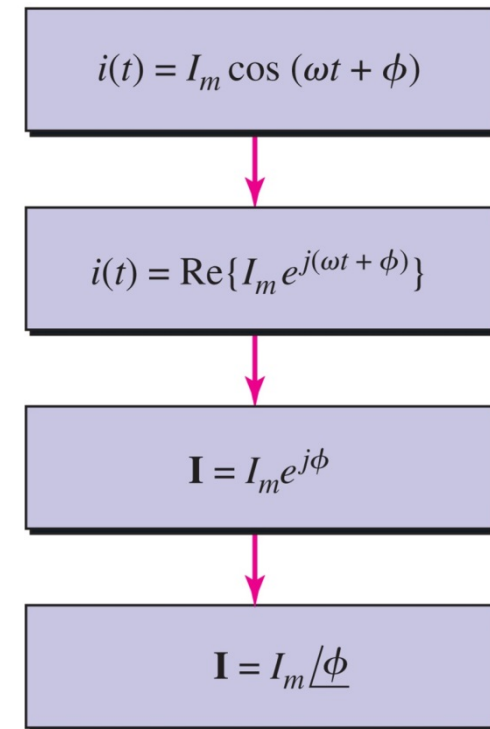 i(t) = I_m cos (ωt + ϕ)
i(t) = Re{I_m e^{j(ωt + ϕ)}}
𝐈 = I_m e^{jϕ}
𝐈 = I_m∠ϕ